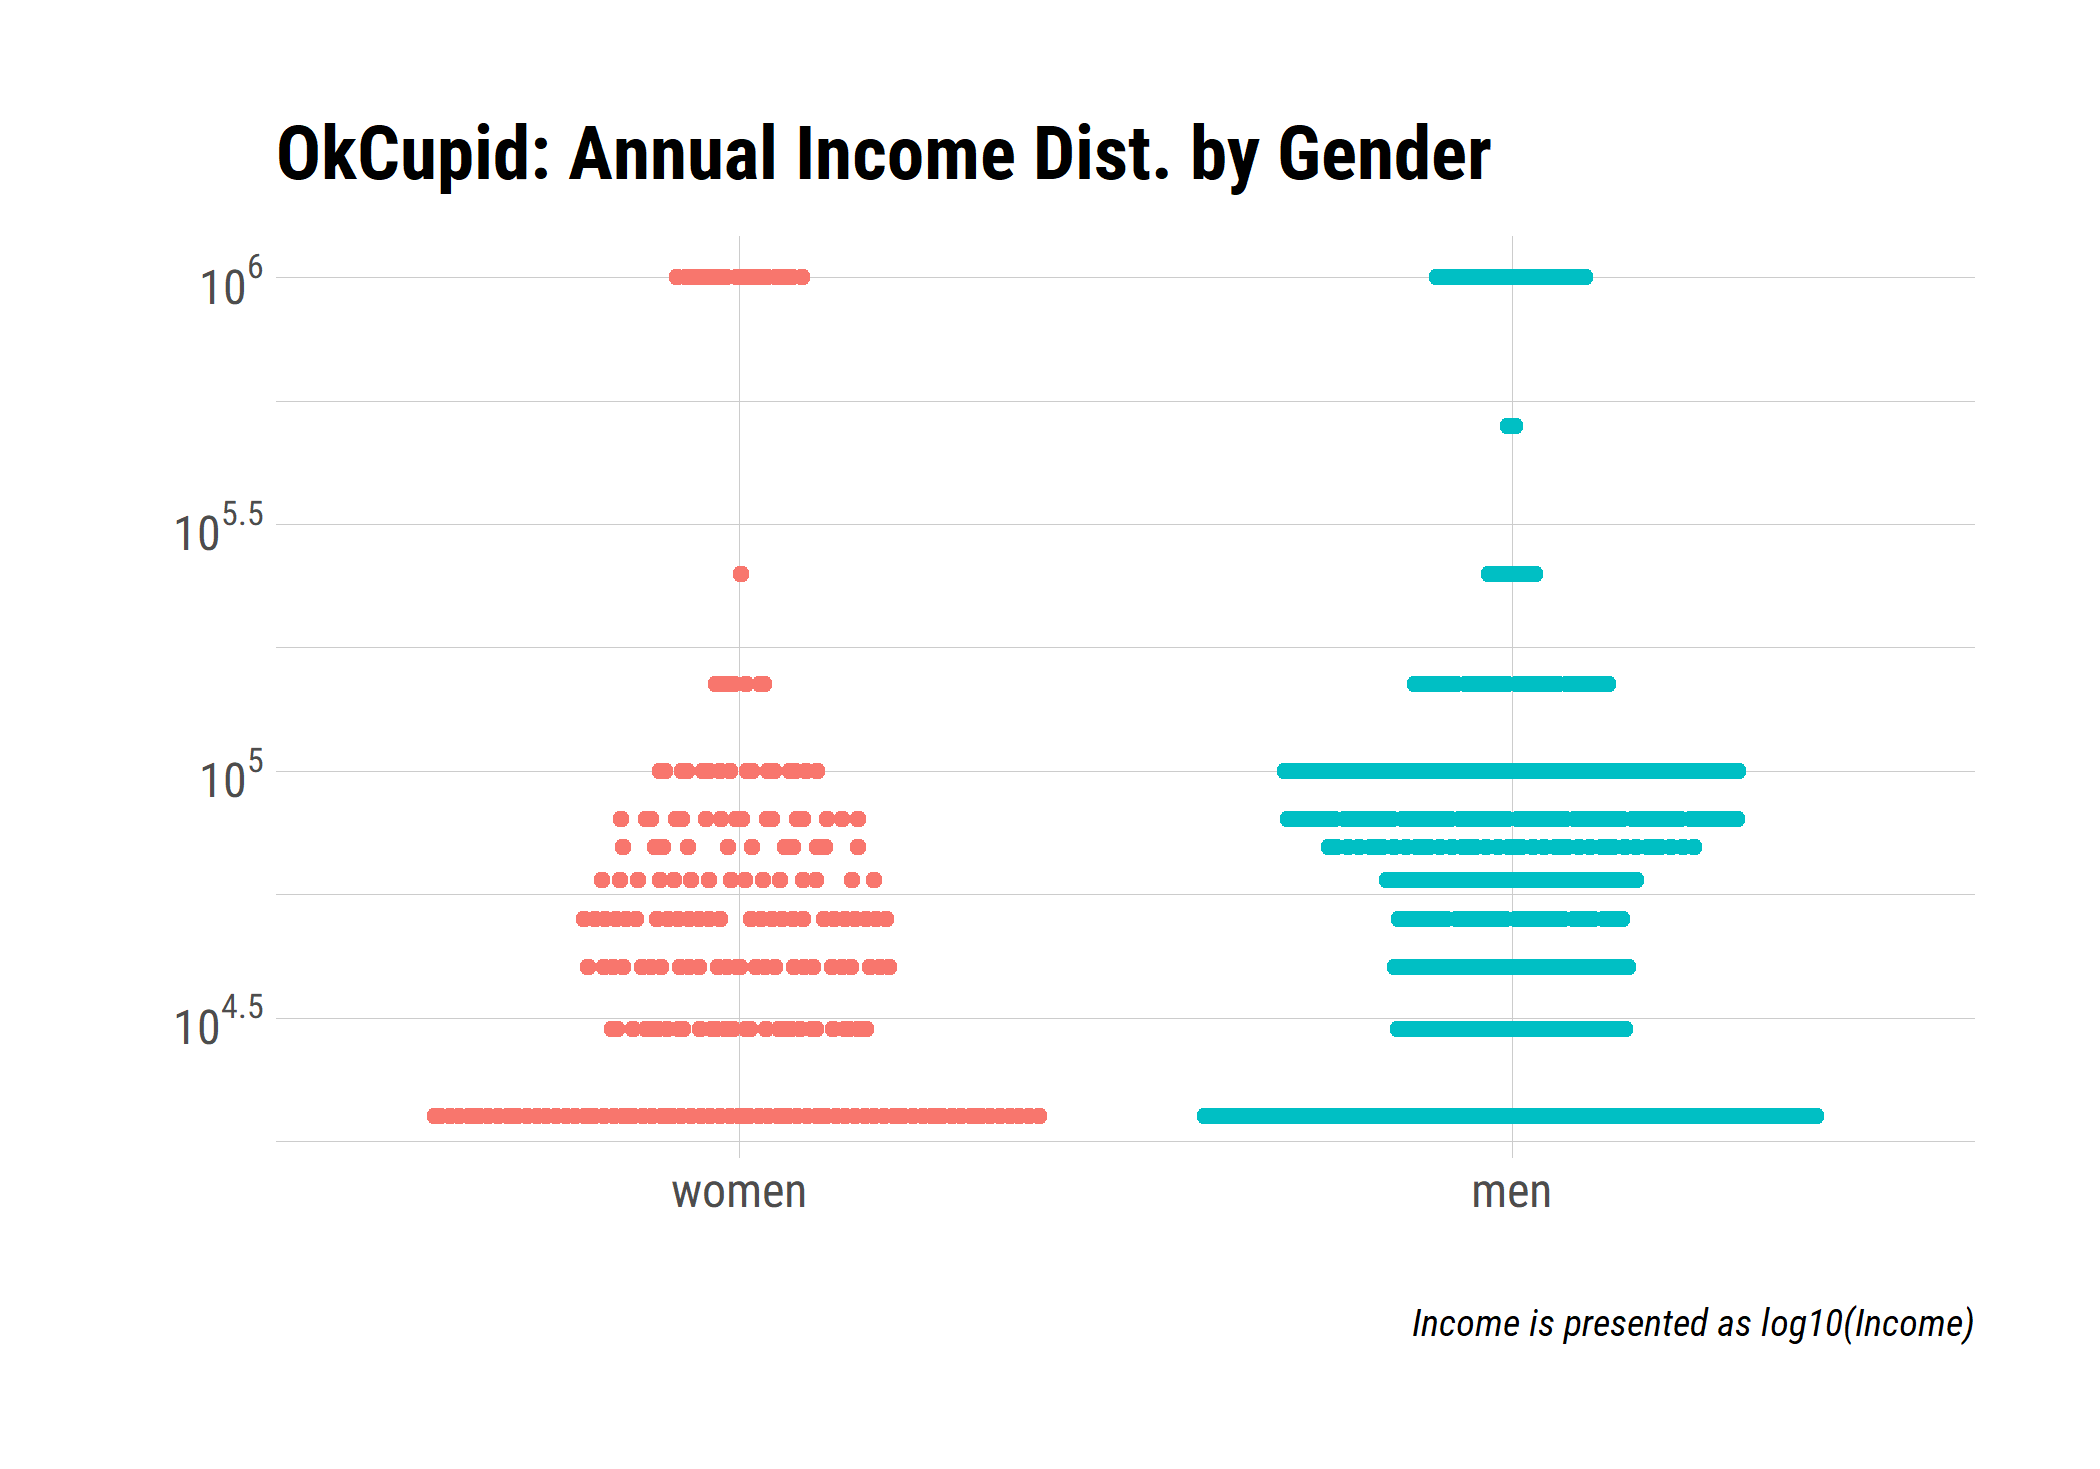 OkCupid: Annual Income Dist. by Gender
10^6
10^5.5
10^5
10^4.5
women men
Income is presented as log10(Income)